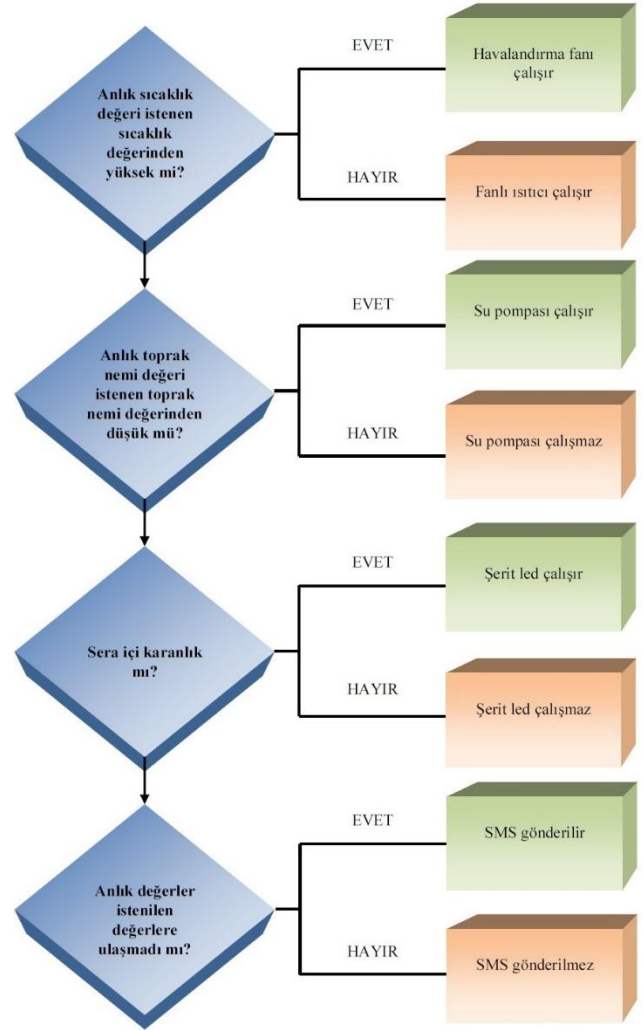 EVET
Havalandırma fanı
çalışır
Anlık sıcaklık
değeri istenen
sıcaklık
değerinden
yüksek mi?
HAYIR
Fanlı ısıtıcı çalışır
EVET
Su pompası çalışır
Anlık toprak
nemi değeri
istenen toprak
nemi değerinden
düşük mü?
HAYIR
Su pompası çalışmaz
EVET
Şerit led çalışır
Sera içi karanlık
mı?
HAYIR
Şerit led çalışmaz
EVET
SMS gönderilir
Anlık değerler
istenilen
değerlere
ulaşmadı mı?
HAYIR
SMS gönderilmez